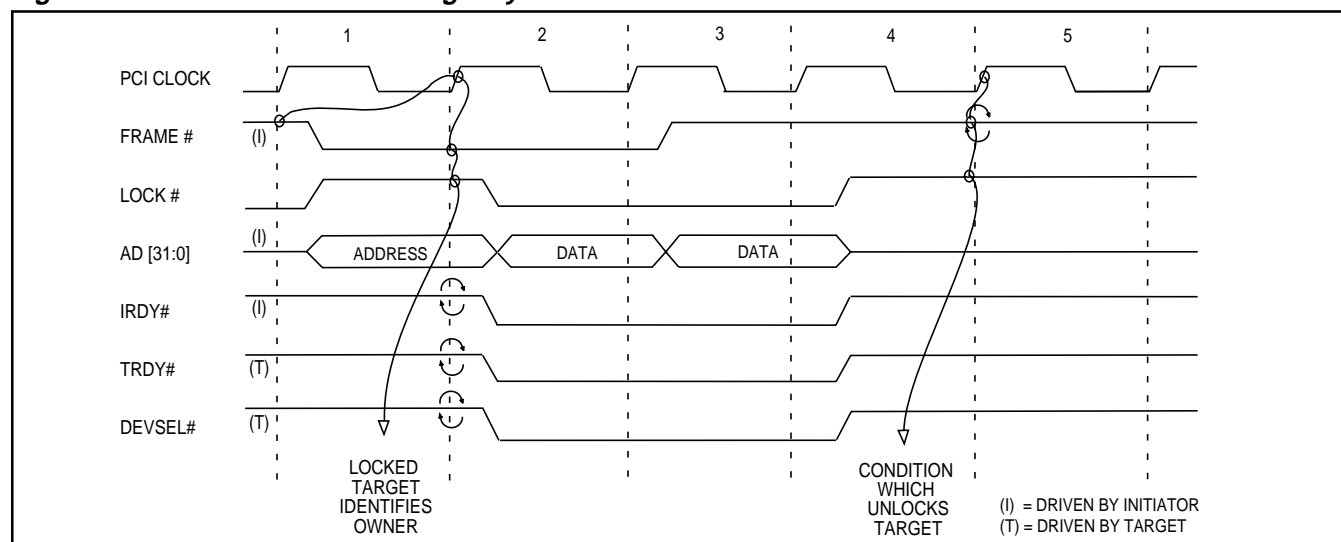 1 2 3 4 5
PCI CLOCK
FRAME # (I)
LOCK #
AD [31:0] (I) ADDRESS DATA DATA
IRDY# (I)
TRDY# (T)
DEVSEL# (T)
LOCKED
TARGET
IDENTIFIES
OWNER
CONDITION
WHICH
UNLOCKS
TARGET
(I) = DRIVEN BY INITIATOR
(T) = DRIVEN BY TARGET